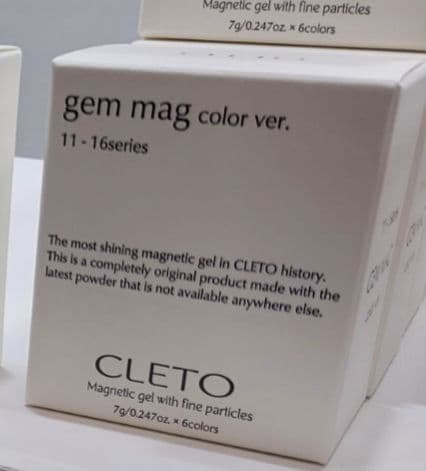 Magnetic gel with fine particles
7g/0.247oz. × 6colors
gem mag color ver.
11 - 16series
The most shining magnetic gel in CLETO history.
This is a completely original product made with the
latest powder that is not available anywhere else.
CLETO
Magnetic gel with fine particles
7g/0.247oz. × 6colors